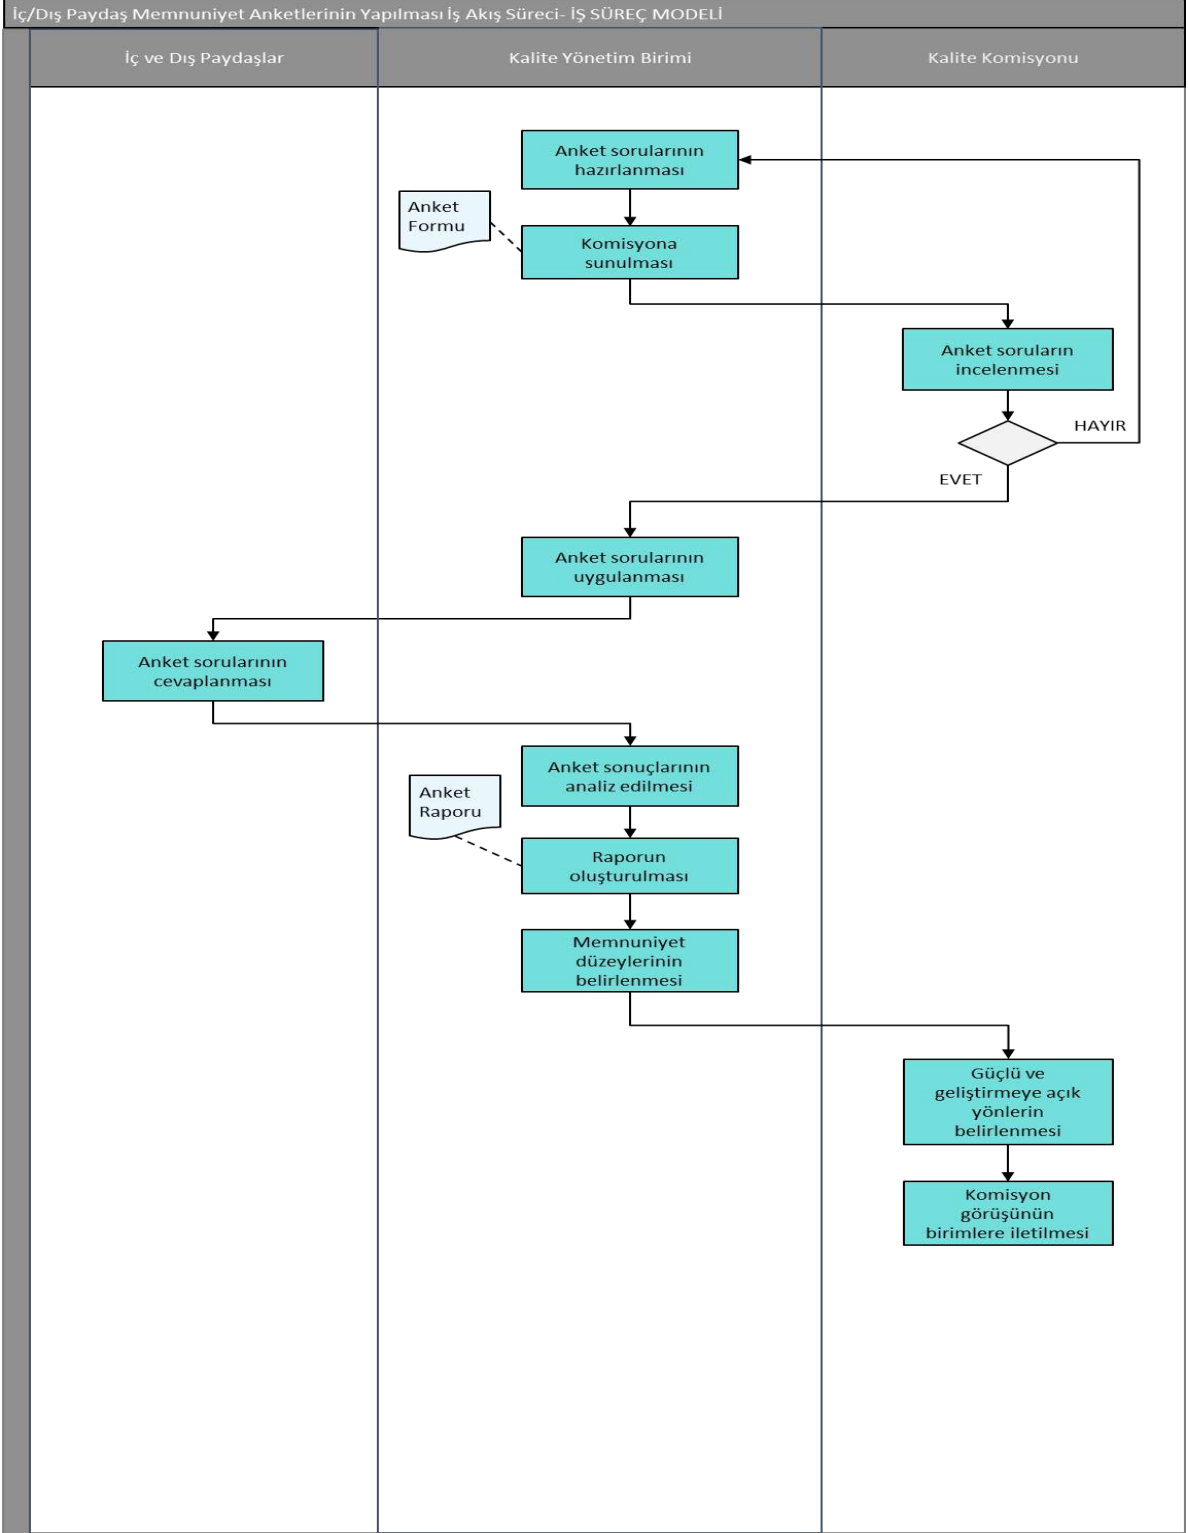 İç/Dış Paydaş Memnuniyet Anketlerinin Yapılması İş Akış Süreci- İŞ SÜREÇ MODELİ
İç ve Dış Paydaşlar
Kalite Yönetim Birimi
Kalite Komisyonu
Anket sorularının
hazırlanması
Anket
Formu
Komisyona
sunulması
Anket soruların
incelenmesi
HAYIR
EVET
Anket sorularının
uygulanması
Anket sorularının
cevaplanması
Anket sonuçlarının
analiz edilmesi
Anket
Raporu
Raporun
oluşturulması
Memnuniyet
düzeylerinin
belirlenmesi
Güçlü ve
geliştirmeye açık
yönlerin
belirlenmesi
Komisyon
görüşünün
birimlere iletilmesi